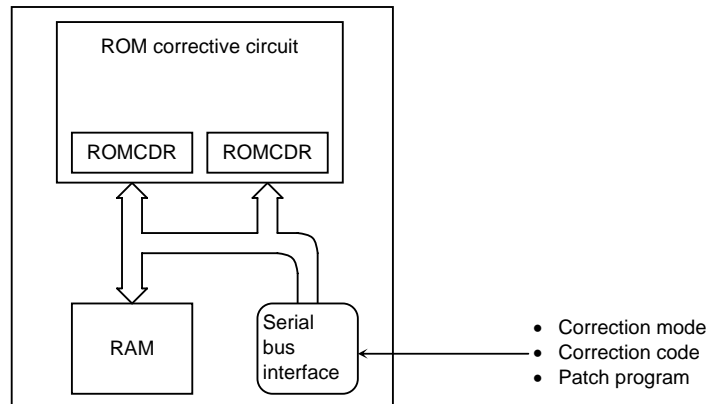 ROM corrective circuit
ROMCDR
ROMCDR
RAM
Serial
bus
interface
• Correction mode
• Correction code
• Patch program